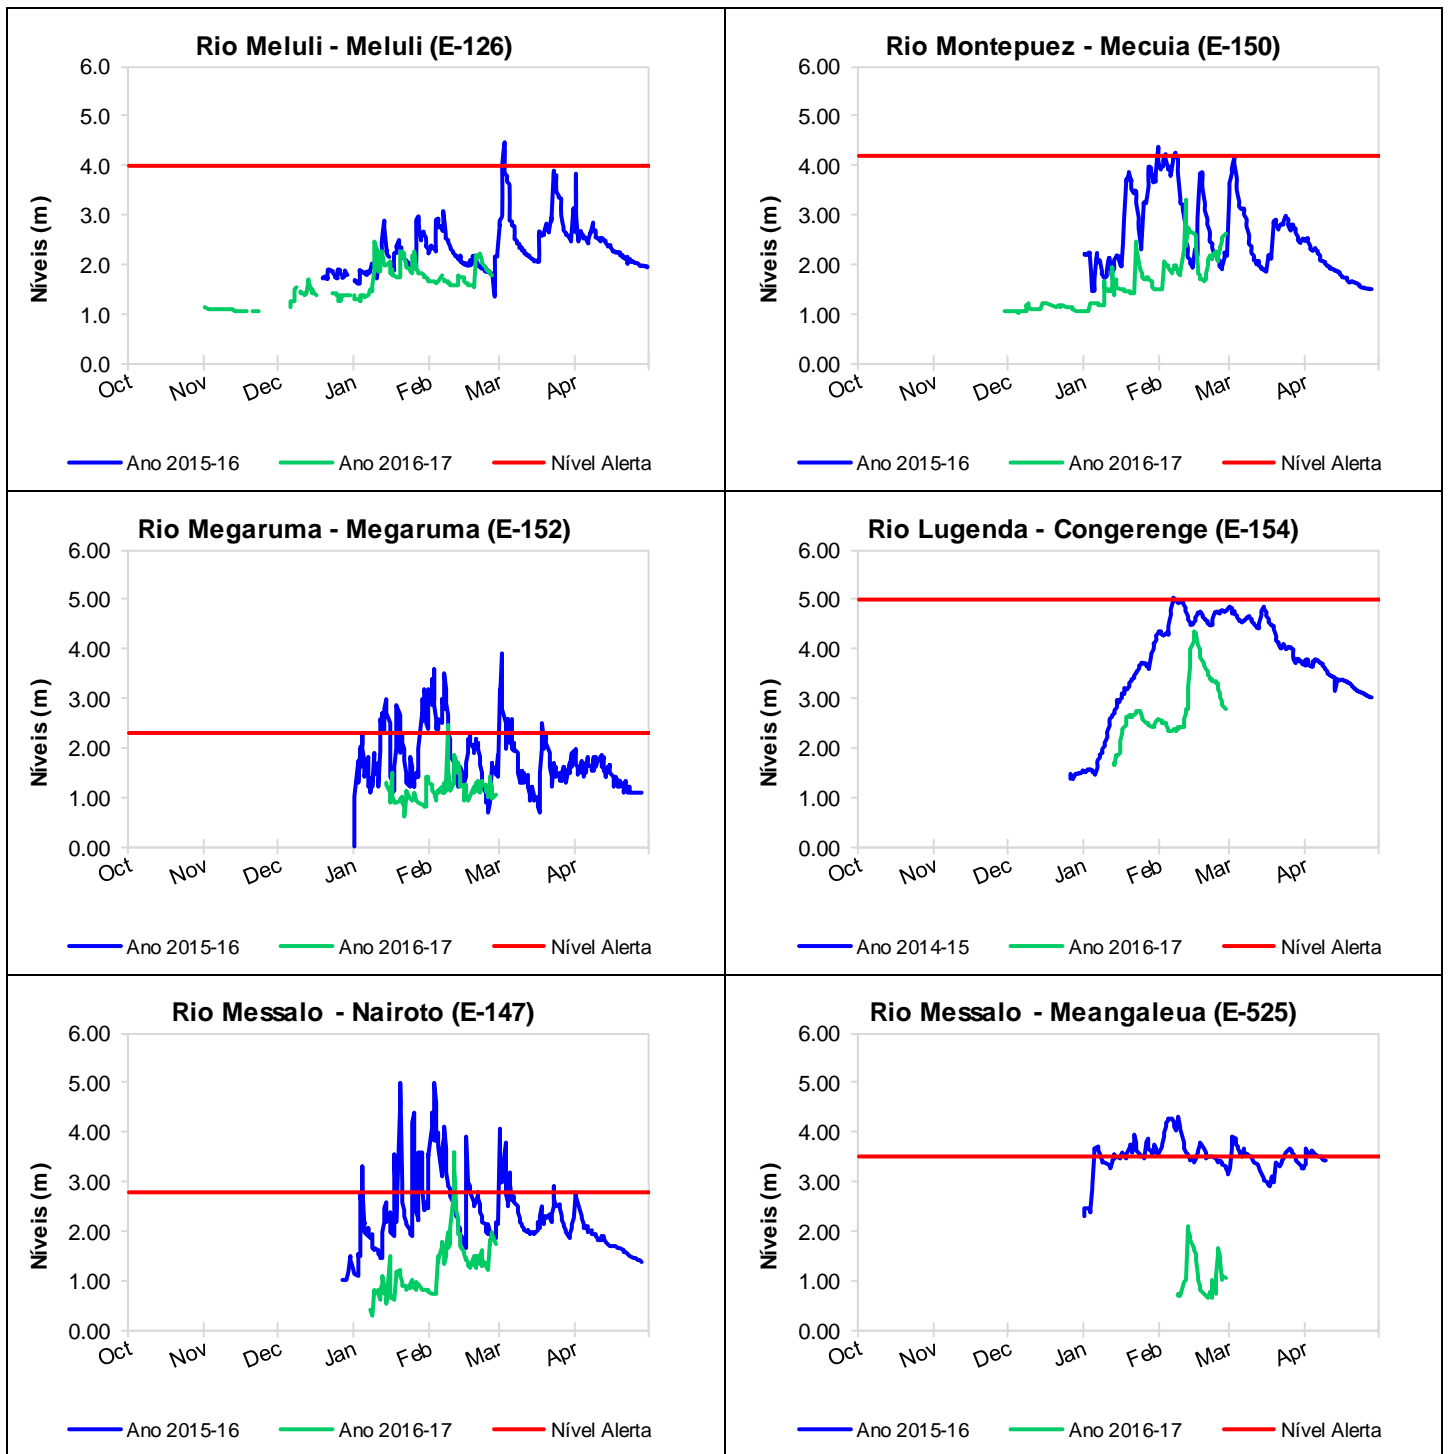 Rio Meluli - Meluli (E-126)
Níveis (m)
6.0
5.0
4.0
3.0
2.0
1.0
0.0
Oct Nov Dec Jan Feb Mar Apr
Ano 2015-16 Ano 2016-17 Nível Alerta
Rio Montepuez - Mecuia (E-150)
Níveis (m)
6.00
5.00
4.00
3.00
2.00
1.00
0.00
Oct Nov Dec Jan Feb Mar Apr
Ano 2015-16 Ano 2016-17 Nível Alerta
Rio Megaruma - Megaruma (E-152)
Níveis (m)
6.00
5.00
4.00
3.00
2.00
1.00
0.00
Oct Nov Dec Jan Feb Mar Apr
Ano 2015-16 Ano 2016-17 Nível Alerta
Rio Lugenda - Congerenge (E-154)
Níveis (m)
6.00
5.00
4.00
3.00
2.00
1.00
0.00
Oct Nov Dec Jan Feb Mar Apr
Ano 2014-15 Ano 2016-17 Nível Alerta
Rio Messalo - Nairoto (E-147)
Níveis (m)
6.00
5.00
4.00
3.00
2.00
1.00
0.00
Oct Nov Dec Jan Feb Mar Apr
Ano 2015-16 Ano 2016-17 Nível Alerta
Rio Messalo - Meangaleua (E-525)
Níveis (m)
6.00
5.00
4.00
3.00
2.00
1.00
0.00
Oct Nov Dec Jan Feb Mar Apr
Ano 2015-16 Ano 2016-17 Nível Alerta